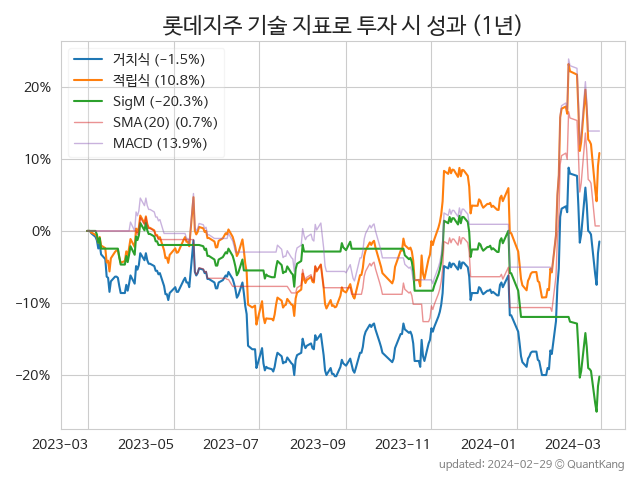 롯데지주 기술 지표로 투자 시 성과 (1년)
거치식 (−1.5%)
적립식 (10.8%)
SigM (−20.3%)
SMA(20) (0.7%)
MACD (13.9%)
20%
10%
0%
−10%
−20%
2023-03 2023-05 2023-07 2023-09 2023-11 2024-01 2024-03
updated: 2024-02-29 © QuantKang